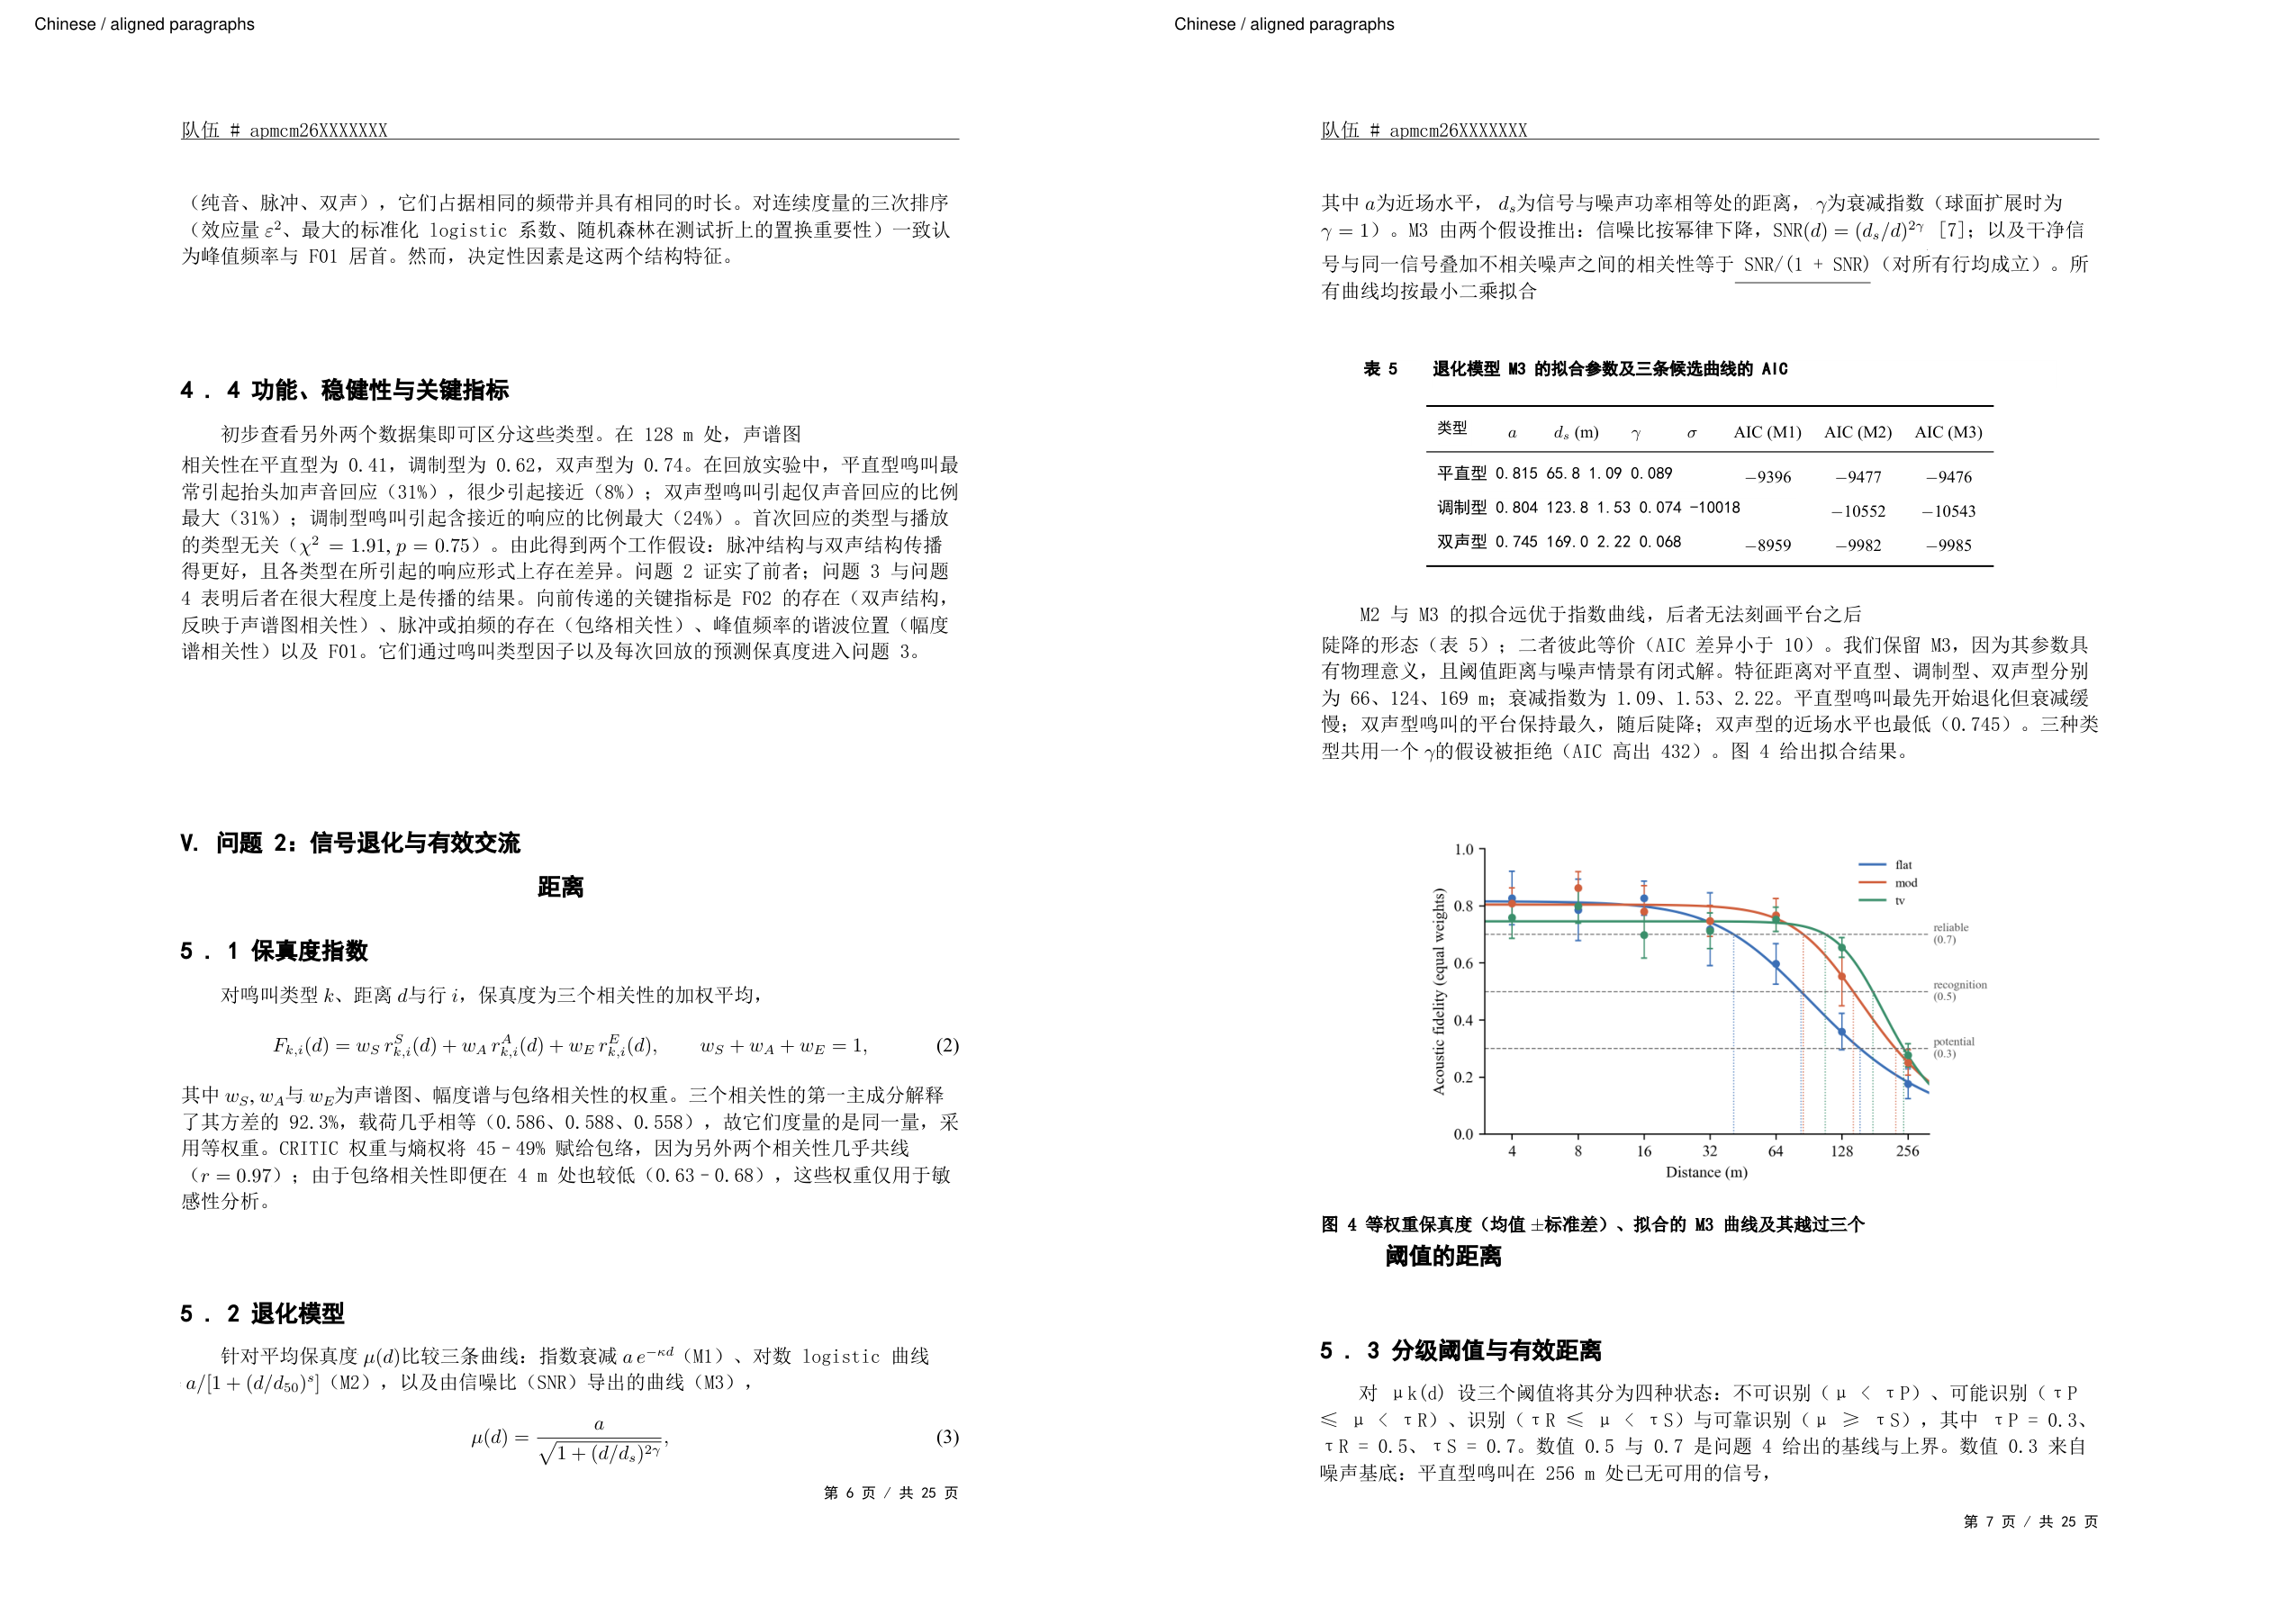 Chinese / aligned paragraphs
队伍 # apmcm26XXXXXXX
（纯音、脉冲、双声），它们占据相同的频带并具有相同的时长。对连续度量的三次排序
（效应量 ε²、最大的标准化 logistic 系数、随机森林在测试折上的置换重要性）一致认
为峰值频率与 F01 居首。然而，决定性因素是这两个结构特征。
4 . 4 功能、稳健性与关键指标
初步查看另外两个数据集即可区分这些类型。在 128 m 处，声谱图
相关性在平直型为 0.41，调制型为 0.62，双声型为 0.74。在回放实验中，平直型鸣叫最
常引起抬头加声音回应（31%），很少引起接近（8%）；双声型鸣叫引起仅声音回应的比例
最大（31%）；调制型鸣叫引起含接近的响应的比例最大（24%）。首次回应的类型与播放
的类型无关（χ² = 1.91, p = 0.75）。由此得到两个工作假设：脉冲结构与双声结构传播
得更好，且各类型在所引起的响应形式上存在差异。问题 2 证实了前者；问题 3 与问题
4 表明后者在很大程度上是传播的结果。向前传递的关键指标是 F02 的存在（双声结构，
反映于声谱图相关性）、脉冲或拍频的存在（包络相关性）、峰值频率的谐波位置（幅度
谱相关性）以及 F01。它们通过鸣叫类型因子以及每次回放的预测保真度进入问题 3。
V. 问题 2：信号退化与有效交流
距离
5 . 1 保真度指数
对鸣叫类型 k、距离 d与行 i，保真度为三个相关性的加权平均，
F_{k,i}(d) = w_S r^S_{k,i}(d) + w_A r^A_{k,i}(d) + w_E r^E_{k,i}(d), w_S + w_A + w_E = 1, (2)
其中 w_S, w_A与 w_E为声谱图、幅度谱与包络相关性的权重。三个相关性的第一主成分解释
了其方差的 92.3%，载荷几乎相等（0.586、0.588、0.558），故它们度量的是同一量，采
用等权重。CRITIC 权重与熵权将 45–49% 赋给包络，因为另外两个相关性几乎共线
（r = 0.97）；由于包络相关性即便在 4 m 处也较低（0.63–0.68），这些权重仅用于敏
感性分析。
5 . 2 退化模型
针对平均保真度 μ(d)比较三条曲线：指数衰减 a e^{−κd}（M1）、对数 logistic 曲线
a/[1 + (d/d_{50})^s]（M2），以及由信噪比（SNR）导出的曲线（M3），
μ(d) = a / √(1 + (d/d_s)^{2γ}), (3)
第 6 页 / 共 25 页
Chinese / aligned paragraphs
队伍 # apmcm26XXXXXXX
其中 a为近场水平， d_s为信号与噪声功率相等处的距离， γ为衰减指数（球面扩展时为
γ = 1）。M3 由两个假设推出：信噪比按幂律下降，SNR(d) = (d_s/d)^{2γ} [7]；以及干净信
号与同一信号叠加不相关噪声之间的相关性等于 SNR/(1 + SNR)（对所有行均成立）。所
有曲线均按最小二乘拟合
表 5 退化模型 M3 的拟合参数及三条候选曲线的 AIC
类型 a d_s (m) γ σ AIC (M1) AIC (M2) AIC (M3)
平直型 0.815 65.8 1.09 0.089 −9396 −9477 −9476
调制型 0.804 123.8 1.53 0.074 -10018 −10552 −10543
双声型 0.745 169.0 2.22 0.068 −8959 −9982 −9985
M2 与 M3 的拟合远优于指数曲线，后者无法刻画平台之后
陡降的形态（表 5）；二者彼此等价（AIC 差异小于 10）。我们保留 M3，因为其参数具
有物理意义，且阈值距离与噪声情景有闭式解。特征距离对平直型、调制型、双声型分别
为 66、124、169 m；衰减指数为 1.09、1.53、2.22。平直型鸣叫最先开始退化但衰减缓
慢；双声型鸣叫的平台保持最久，随后陡降；双声型的近场水平也最低（0.745）。三种类
型共用一个 γ的假设被拒绝（AIC 高出 432）。图 4 给出拟合结果。
1.0
0.8
0.6
0.4
0.2
0.0
Acoustic fidelity (equal weights)
flat
mod
tv
reliable
(0.7)
recognition
(0.5)
potential
(0.3)
4 8 16 32 64 128 256
Distance (m)
图 4 等权重保真度（均值 ±标准差）、拟合的 M3 曲线及其越过三个
阈值的距离
5 . 3 分级阈值与有效距离
对 μk(d) 设三个阈值将其分为四种状态：不可识别（μ < τP）、可能识别（τP
≤ μ < τR）、识别（τR ≤ μ < τS）与可靠识别（μ ≥ τS），其中 τP = 0.3、
τR = 0.5、τS = 0.7。数值 0.5 与 0.7 是问题 4 给出的基线与上界。数值 0.3 来自
噪声基底：平直型鸣叫在 256 m 处已无可用的信号，
第 7 页 / 共 25 页